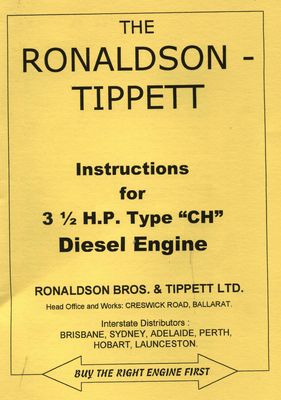 THE
RONALDSON -
TIPPETT
Instructions
for
3 ½ H.P. Type "CH"
Diesel Engine
RONALDSON BROS. & TIPPETT LTD.
Head Office and Works: CRESWICK ROAD, BALLARAT.
Interstate Distributors :
BRISBANE, SYDNEY, ADELAIDE, PERTH,
HOBART, LAUNCESTON.
BUY THE RIGHT ENGINE FIRST